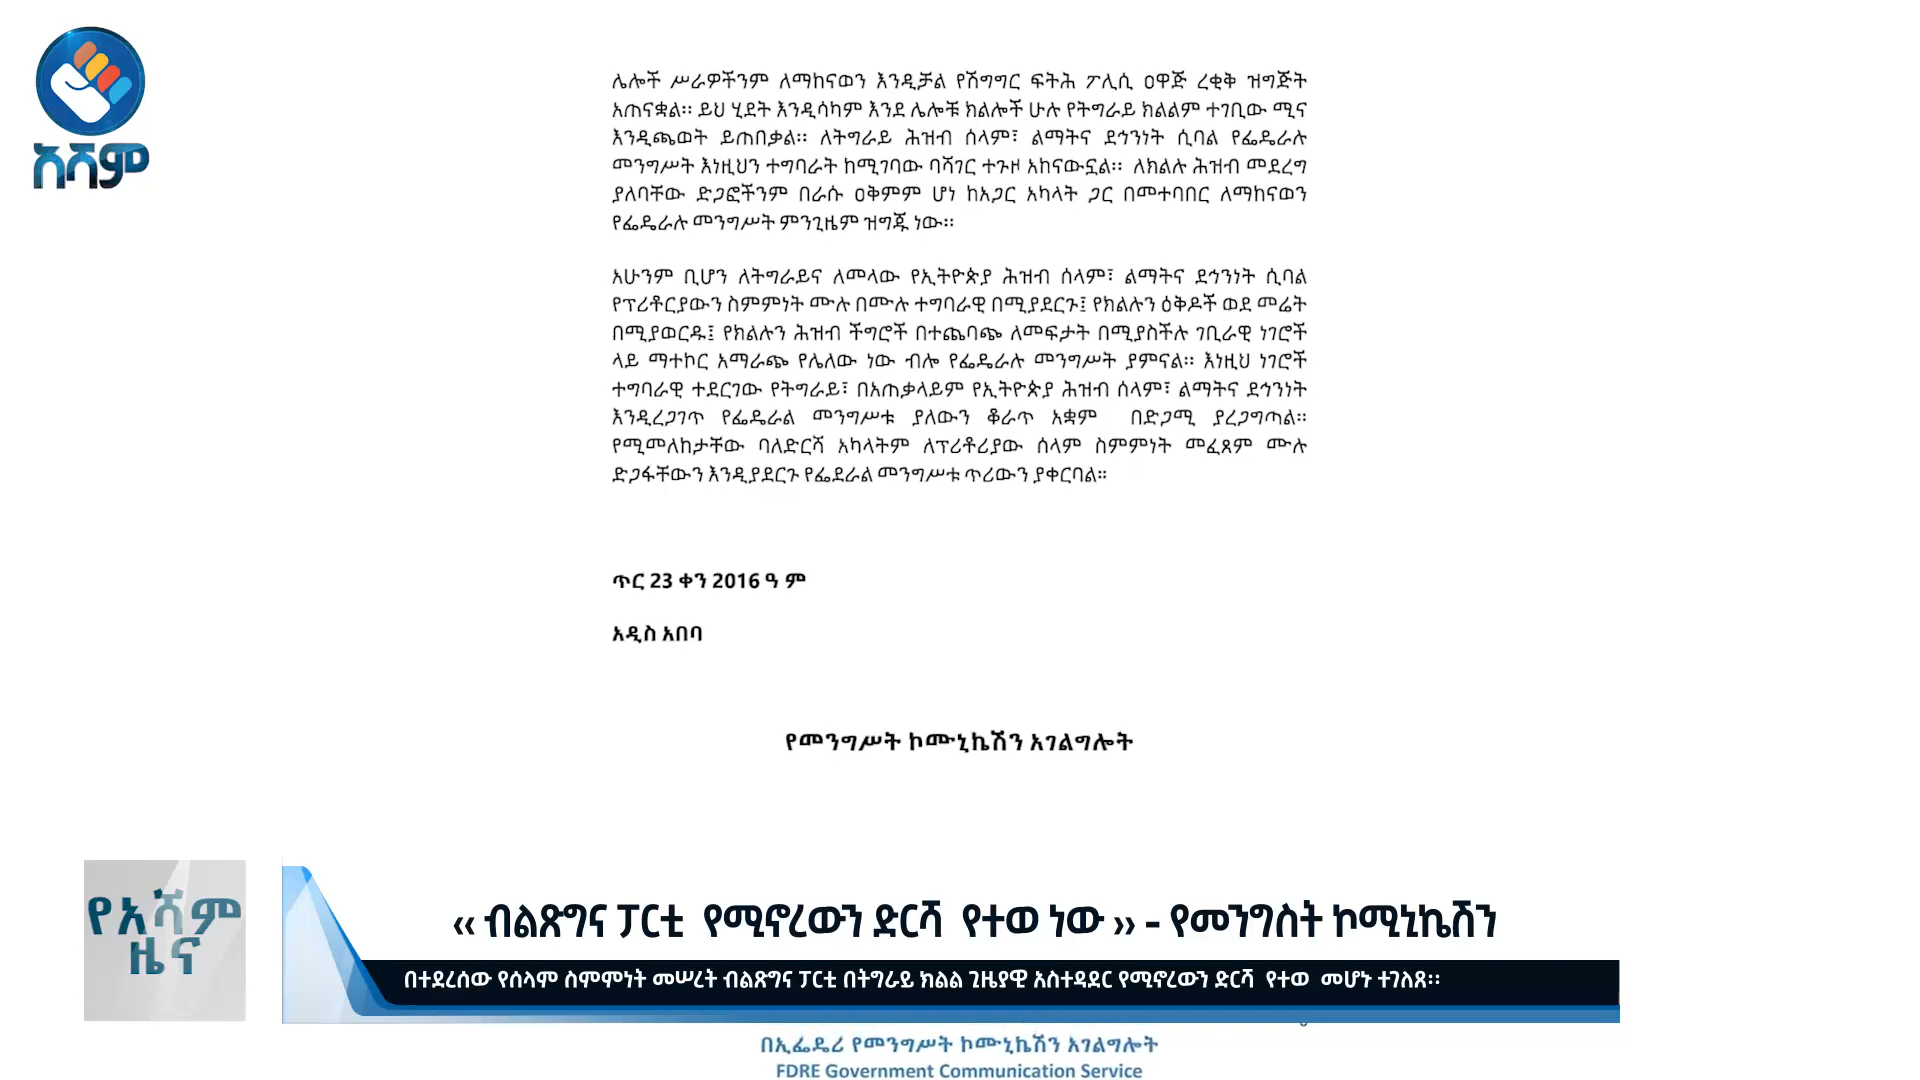 አሻም
ሌሎች ሥራዎችንም ለማከናወን እንዲቻል የሽግግር ፍትሕ ፖሊሲ ዐዋጅ ረቂቅ ዝግጅት
አጠናቋል፡፡ ይህ ሂደት እንዲሳካም እንደ ሌሎቹ ክልሎች ሁሉ የትግራይ ክልልም ተገቢው ሚና
እንዲጫወት ይጠበቃል፡፡ ለትግራይ ሕዝብ ሰላም፣ ልማትና ደኅንነት ሲባል የፌዴራሉ
መንግሥት እነዚህን ተግባራት ከሚገባው ባሻገር ተጉዞ አከናውኗል፡፡ ለክልሉ ሕዝብ መደረግ
ያለባቸው ድጋፎችንም በራሱ ዐቅምም ሆነ ከአጋር አካላት ጋር በመተባበር ለማከናወን
የፌዴራሉ መንግሥት ምንጊዜም ዝግጁ ነው፡፡
አሁንም ቢሆን ለትግራይና ለመላው የኢትዮጵያ ሕዝብ ሰላም፣ ልማትና ደኅንነት ሲባል
የፕሪቶርያውን ስምምነት ሙሉ በሙሉ ተግባራዊ በሚያደርጉ፤ የክልሉን ዕቅዶች ወደ መሬት
በሚያወርዱ፤ የክልሉን ሕዝብ ችግሮች በተጨባጭ ለመፍታት በሚያስችሉ ገቢራዊ ነገሮች
ላይ ማተኮር አማራጭ የሌለው ነው ብሎ የፌዴራሉ መንግሥት ያምናል፡፡ እነዚህ ነገሮች
ተግባራዊ ተደርገው የትግራይ፣ በአጠቃላይም የኢትዮጵያ ሕዝብ ሰላም፣ ልማትና ደኅንነት
እንዲረጋገጥ የፌዴራል መንግሥቱ ያለውን ቆራጥ አቋም በድጋሚ ያረጋግጣል፡፡
የሚመለከታቸው ባለድርሻ አካላትም ለፕሪቶሪያው ሰላም ስምምነት መፈጸም ሙሉ
ድጋፋቸውን እንዲያደርጉ የፌደራል መንግሥቱ ጥሪውን ያቀርባል።
ጥር 23 ቀን 2016 ዓ ም
አዲስ አበባ
የመንግሥት ኮሙኒኬሽን አገልግሎት
የአሻም
ዜና
‹‹ ብልጽግና ፓርቲ የሚኖረውን ድርሻ የተወ ነው ›› - የመንግስት ኮሚኒኬሽን
በተደረሰው የሰላም ስምምነት መሠረት ብልጽግና ፓርቲ በትግራይ ክልል ጊዜያዊ አስተዳደር የሚኖረውን ድርሻ የተወ መሆኑ ተገለጸ፡፡
በኢፌዴሪ የመንግሥት ኮሙኒኬሽን አገልግሎት
FDRE Government Communication Service